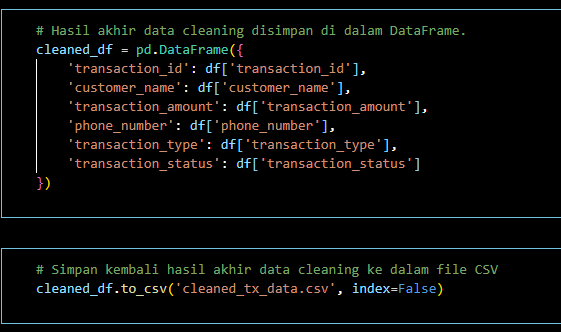 # Hasil akhir data cleaning disimpan di dalam DataFrame.
cleaned_df = pd.DataFrame({
    'transaction_id': df['transaction_id'],
    'customer_name': df['customer_name'],
    'transaction_amount': df['transaction_amount'],
    'phone_number': df['phone_number'],
    'transaction_type': df['transaction_type'],
    'transaction_status': df['transaction_status']
})
# Simpan kembali hasil akhir data cleaning ke dalam file CSV
cleaned_df.to_csv('cleaned_tx_data.csv', index=False)